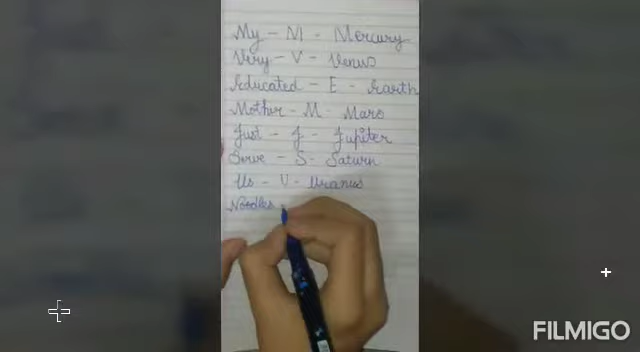 My - M - Mercury
Very - V - Venus
Educated - E - Earth
Mother - M - Mars
Just - J - Jupiter
Serve - S - Saturn
Us - U - Uranus
Noodles -
FILMIGO